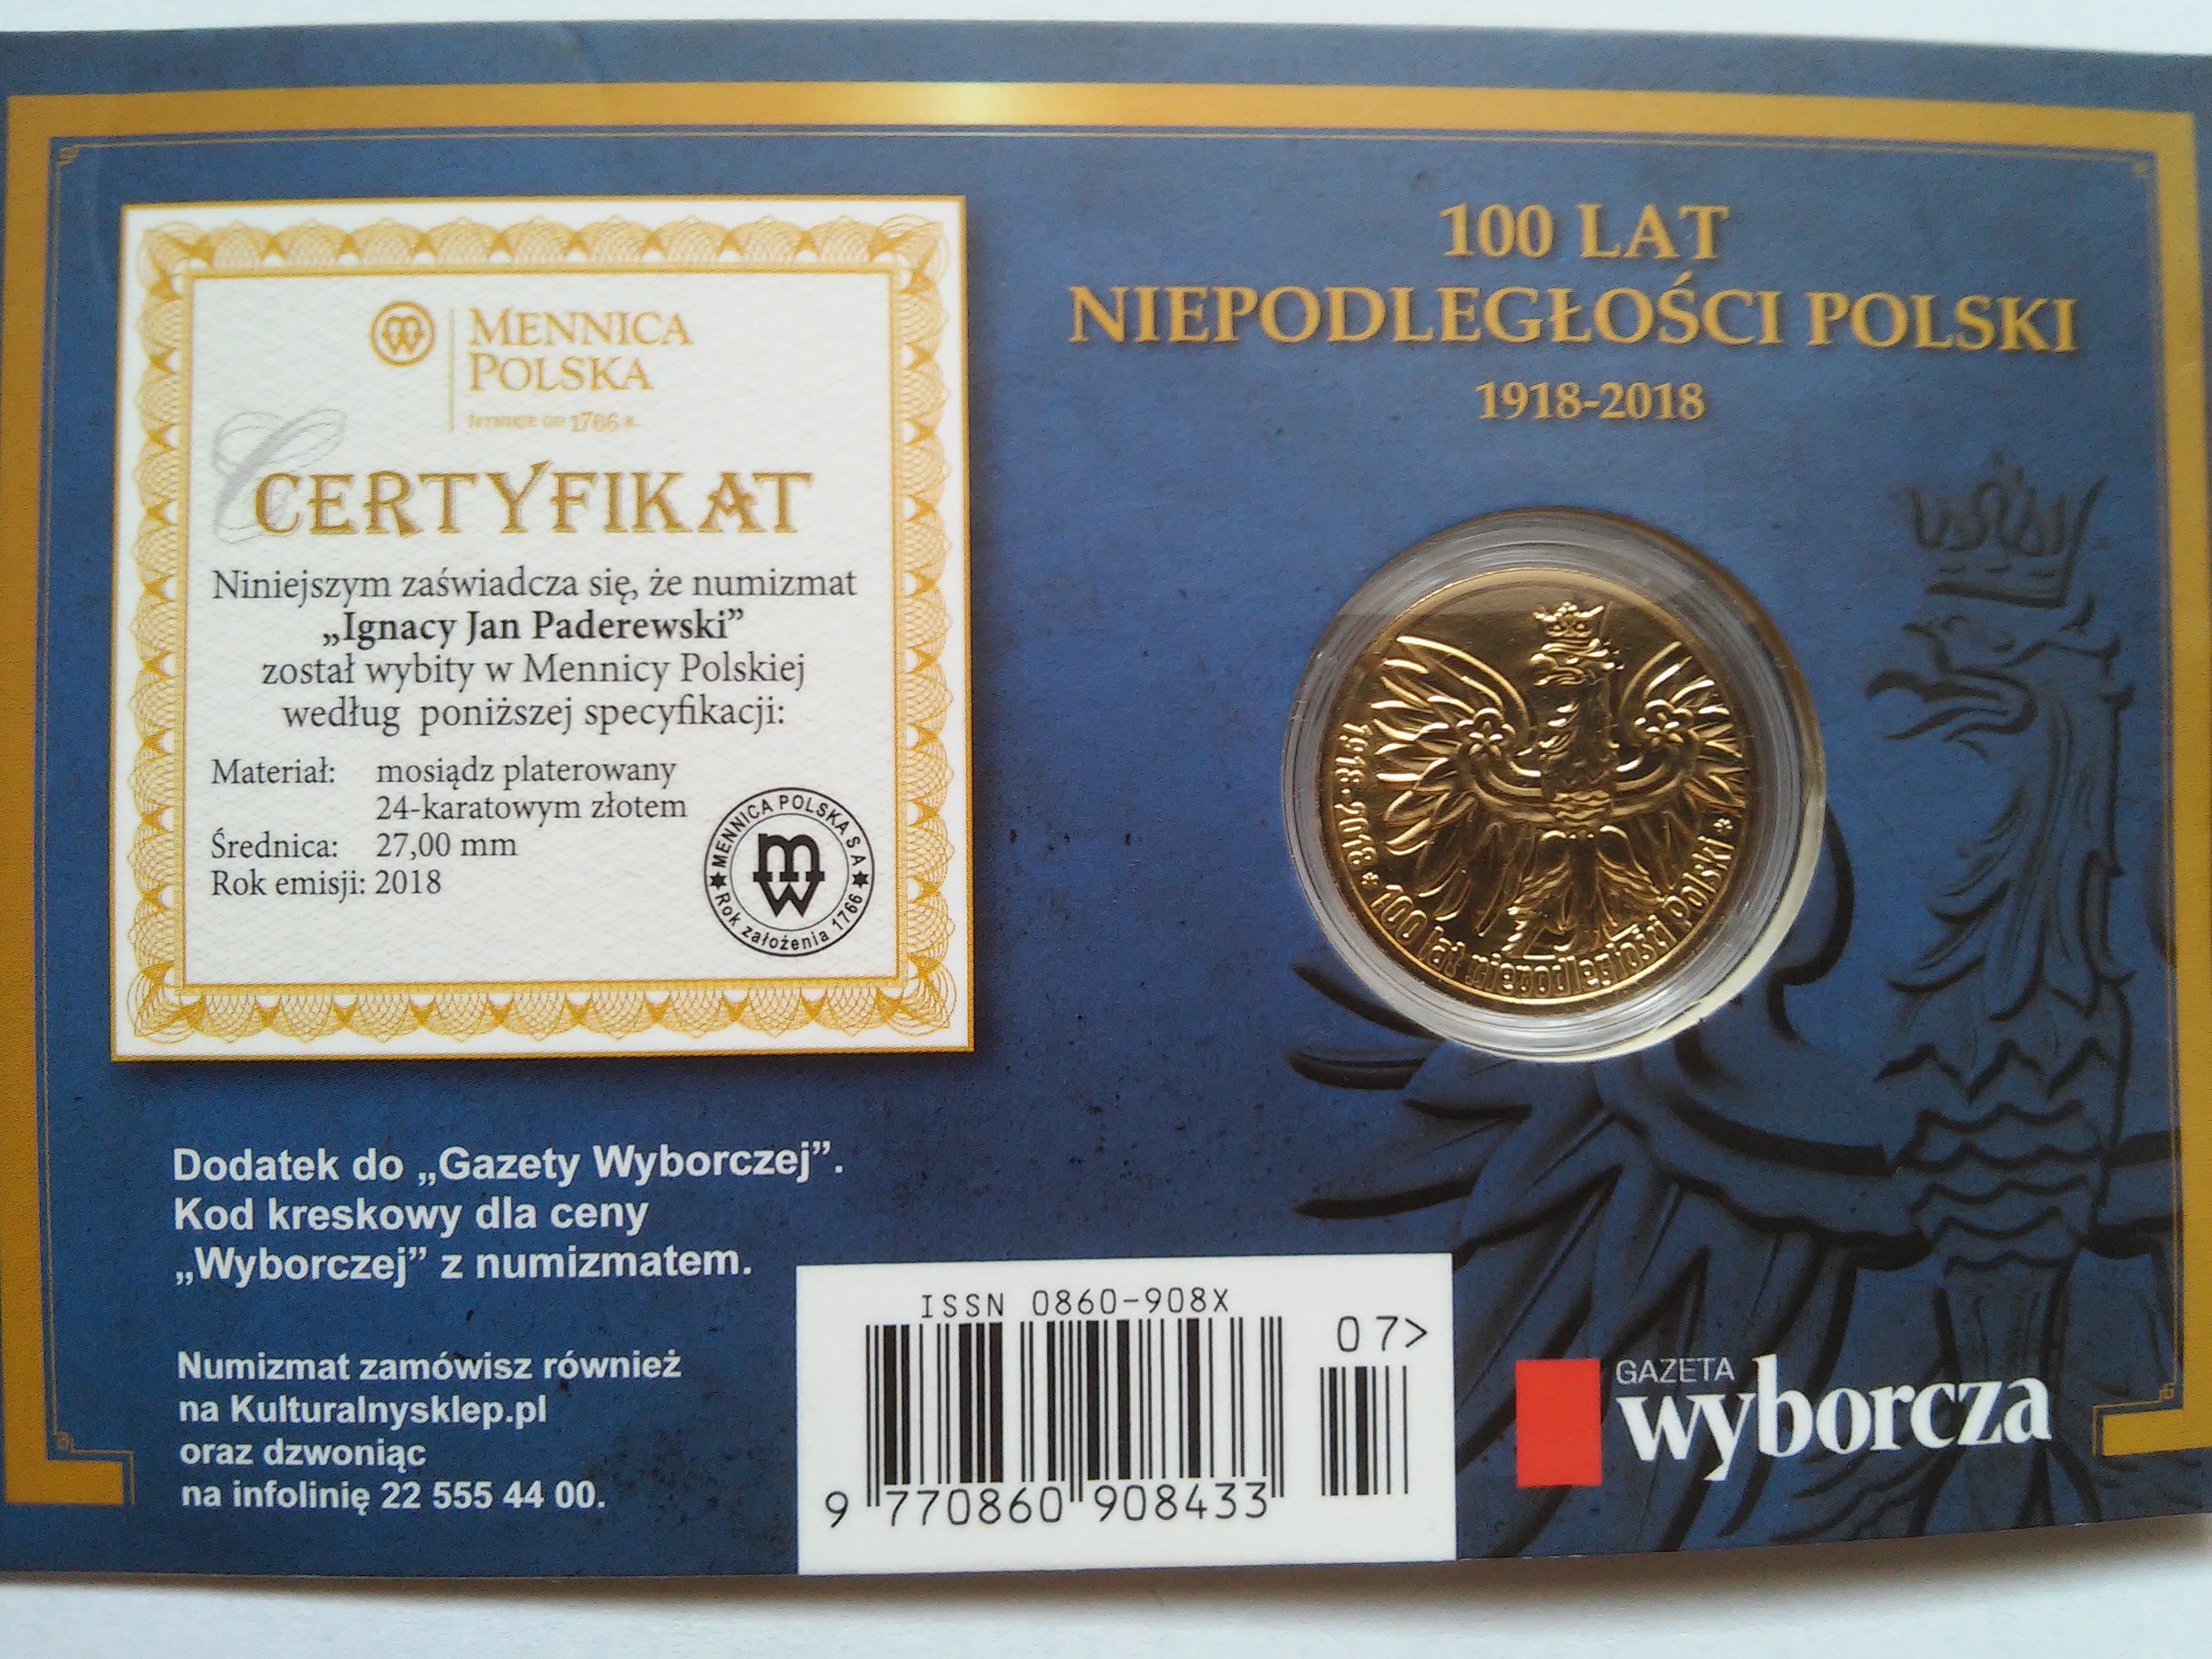 MENNICA
POLSKA
ISTNIEJE OD 1766 R.
CERTYFIKAT
Niniejszym zaświadcza się, że numizmat
„Ignacy Jan Paderewski”
został wybity w Mennicy Polskiej
według poniższej specyfikacji:
Materiał: mosiądz platerowany
24-karatowym złotem
Średnica: 27,00 mm
Rok emisji: 2018
MENNICA POLSKA S A
Rok założenia 1766
100 LAT
NIEPODLEGŁOŚCI POLSKI
1918-2018
1918-2018 * 100 lat niepodległości Polski *
Dodatek do „Gazety Wyborczej”.
Kod kreskowy dla ceny
„Wyborczej” z numizmatem.
Numizmat zamówisz również
na Kulturalnysklep.pl
oraz dzwoniąc
na infolinię 22 555 44 00.
ISSN 0860-908X
07>
9 770860 908433
GAZETA
wyborcza